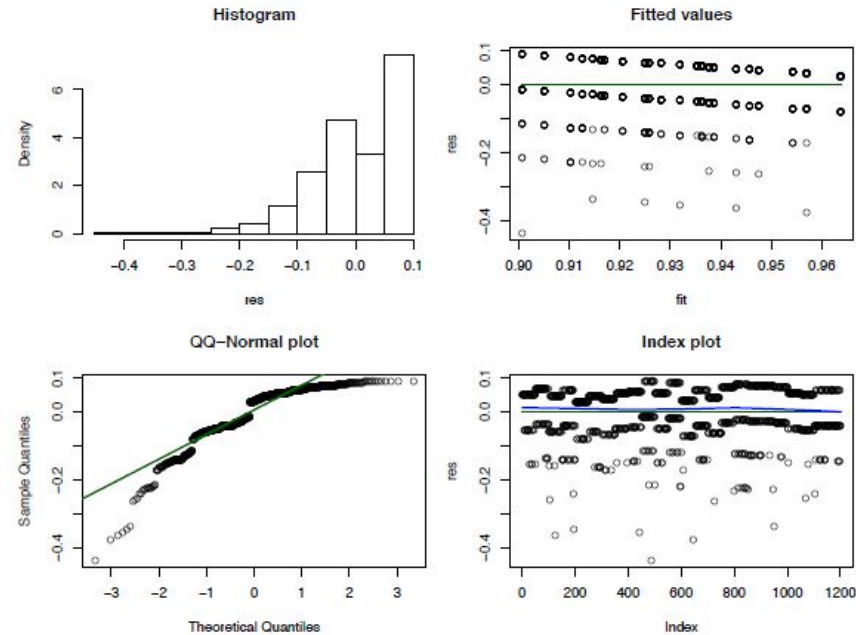 Histogram
Density
0 2 4 6
−0.4 −0.3 −0.2 −0.1 0.0 0.1
res
Fitted values
res
−0.4 −0.2 0.0 0.1
0.90 0.91 0.92 0.93 0.94 0.95 0.96
fit
QQ−Normal plot
Sample Quantiles
−0.4 −0.2 0.0 0.1
−3 −2 −1 0 1 2 3
Theoretical Quantiles
Index plot
res
−0.4 −0.2 0.0 0.1
0 200 400 600 800 1000 1200
Index